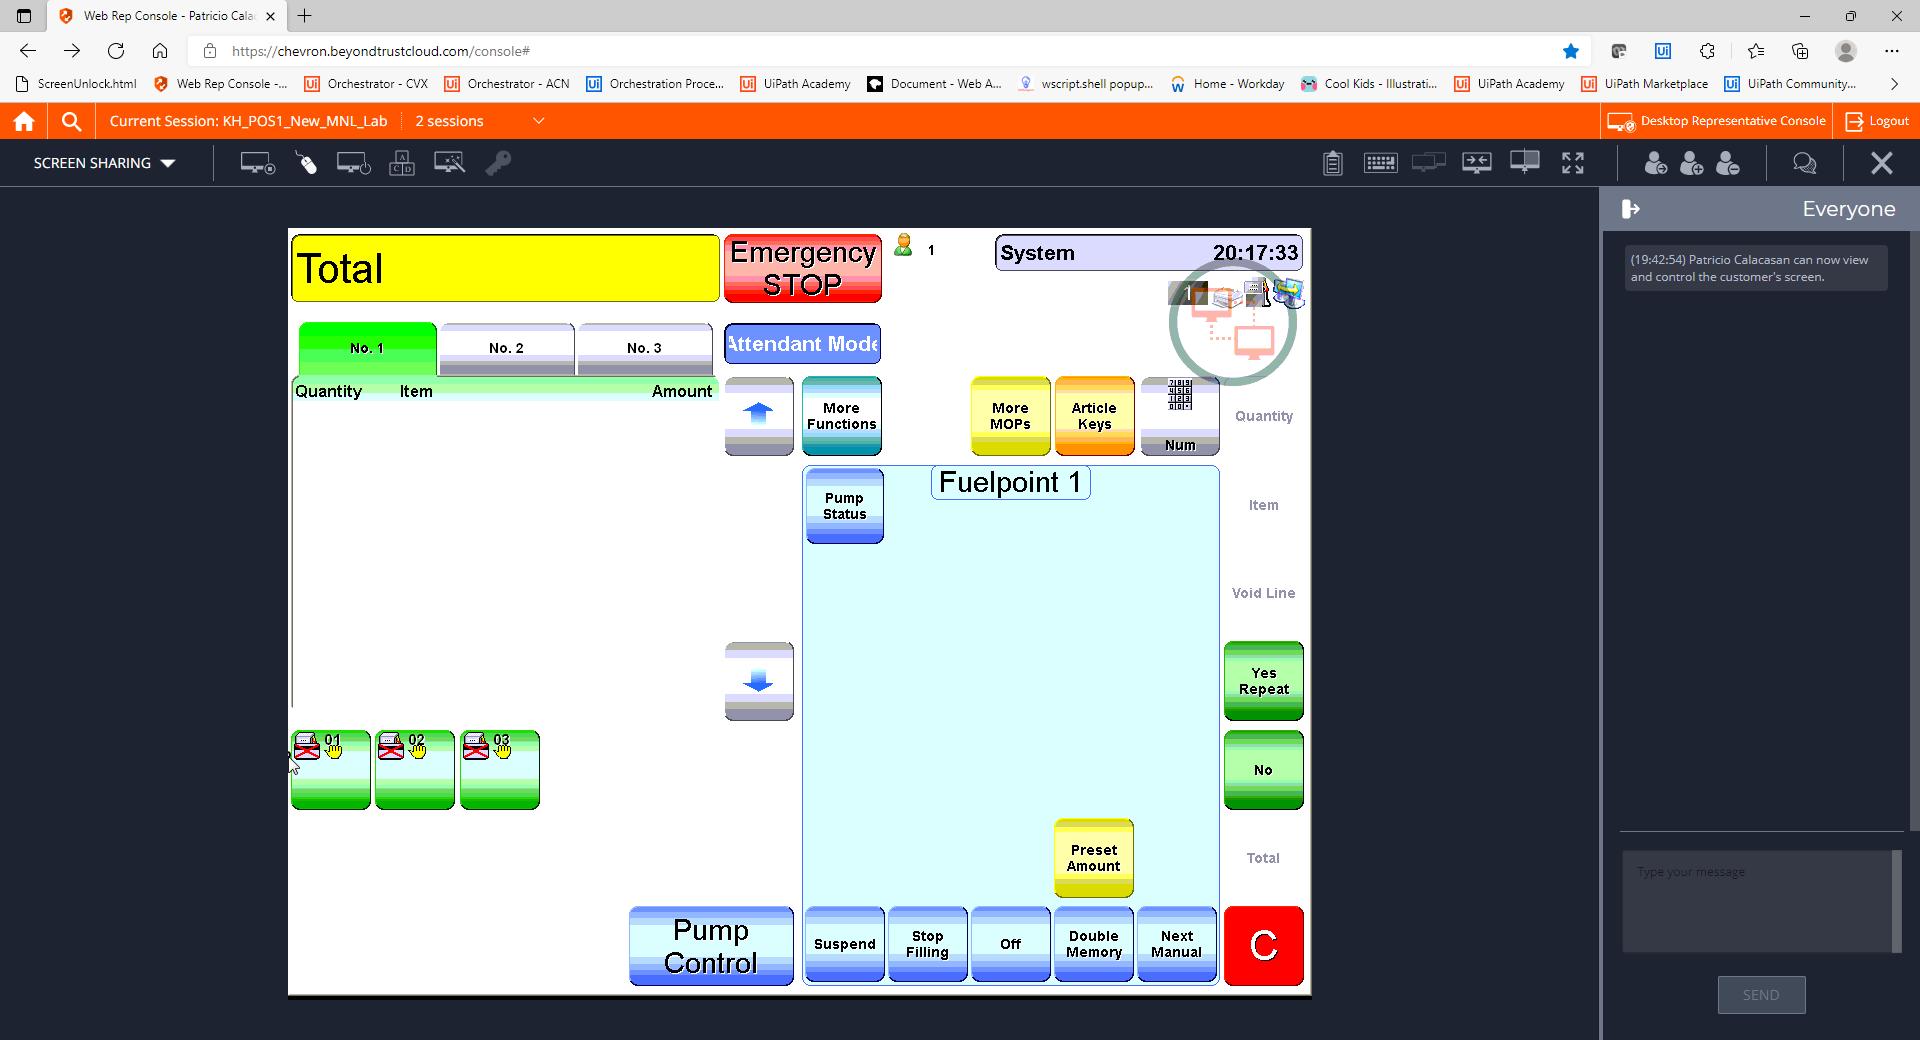 Web Rep Console - Patricio Cala
https://chevron.beyondtrustcloud.com/console#
ScreenUnlock.html
Web Rep Console -...
Orchestrator - CVX
Orchestrator - ACN
Orchestration Proce...
UiPath Academy
Document - Web A...
wscript.shell popup...
Home - Workday
Cool Kids - Illustrati...
UiPath Academy
UiPath Marketplace
UiPath Community...
Current Session: KH_POS1_New_MNL_Lab
2 sessions
Desktop Representative Console
Logout
SCREEN SHARING
Everyone
(19:42:54) Patricio Calacasan can now view
and control the customer's screen.
Total
Emergency
STOP
1
System
20:17:33
1
No. 1
No. 2
No. 3
Attendant Mode
Quantity
Item
Amount
More
Functions
More
MOPs
Article
Keys
Num
Quantity
Pump
Status
Fuelpoint 1
Item
Void Line
Yes
Repeat
01
02
03
No
Preset
Amount
Total
Pump
Control
Suspend
Stop
Filling
Off
Double
Memory
Next
Manual
C
Type your message
SEND